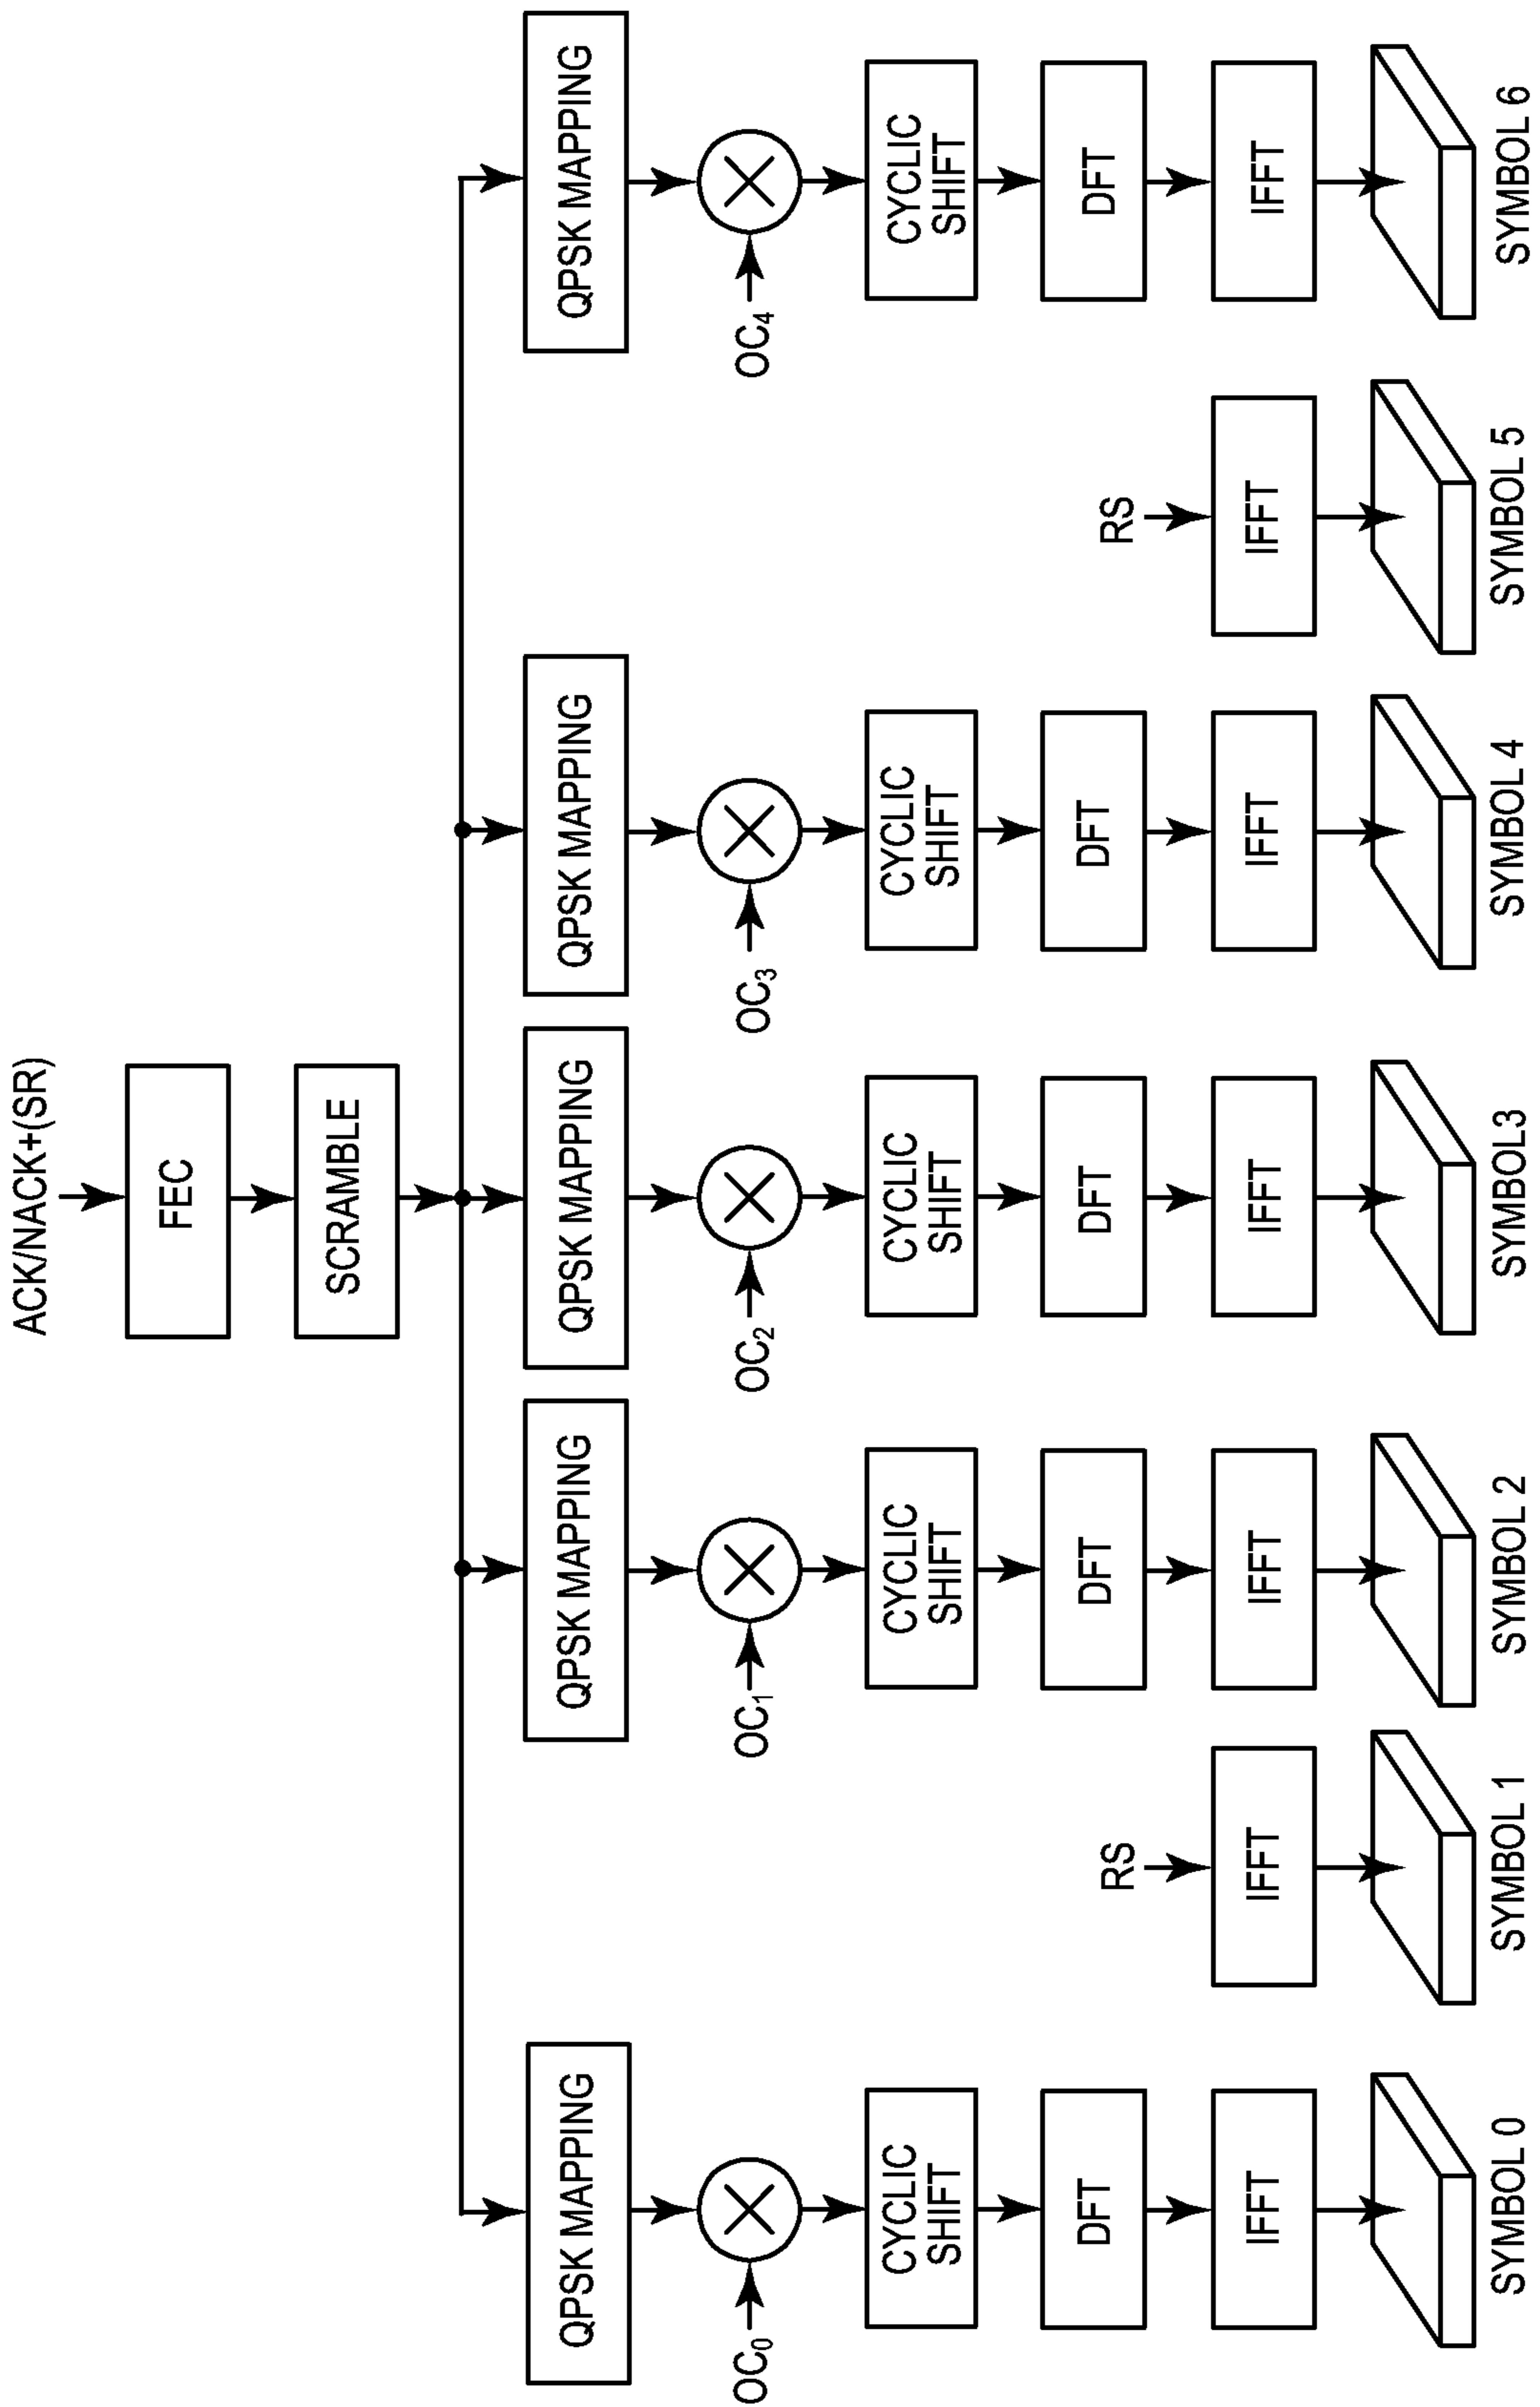 ACK/NACK+(SR)
FEC
SCRAMBLE
QPSK MAPPING
QPSK MAPPING
QPSK MAPPING
QPSK MAPPING
QPSK MAPPING
OC₀
OC₁
OC₂
OC₃
OC₄
CYCLIC
SHIFT
CYCLIC
SHIFT
CYCLIC
SHIFT
CYCLIC
SHIFT
CYCLIC
SHIFT
DFT
RS
DFT
DFT
DFT
RS
DFT
IFFT
IFFT
IFFT
IFFT
IFFT
IFFT
IFFT
SYMBOL 0
SYMBOL 1
SYMBOL 2
SYMBOL3
SYMBOL 4
SYMBOL 5
SYMBOL 6